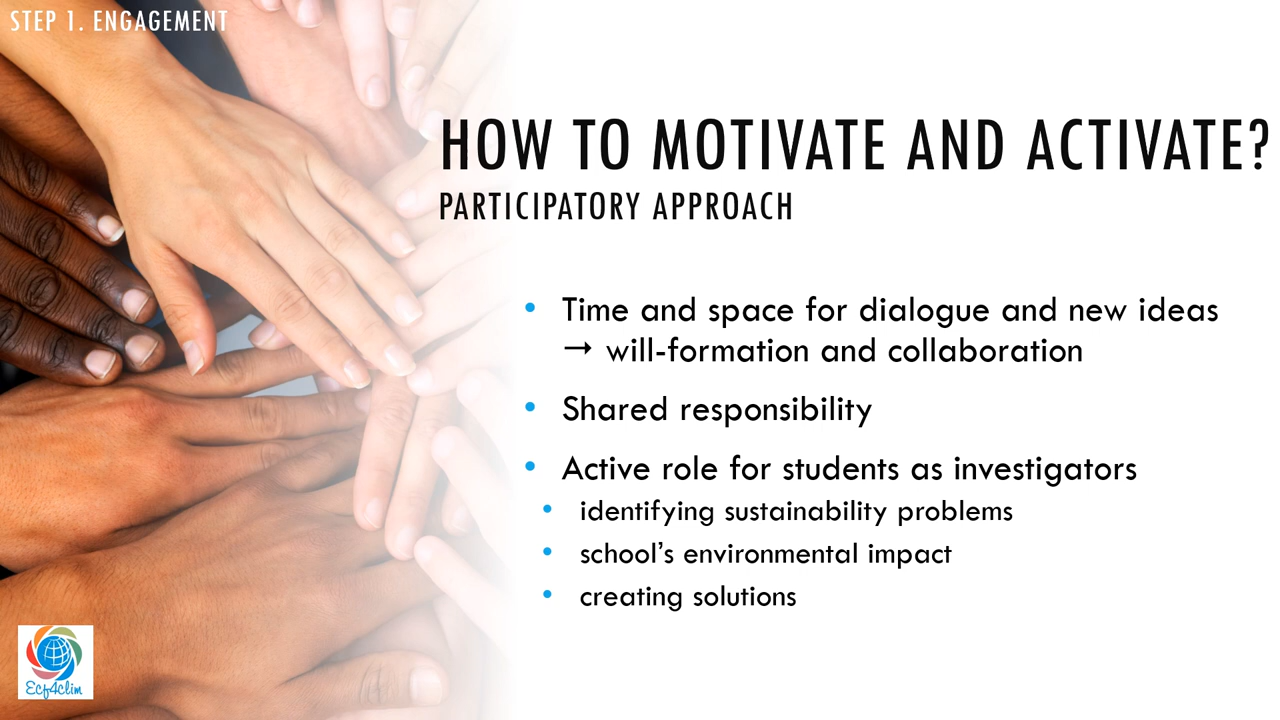 STEP 1. ENGAGEMENT
HOW TO MOTIVATE AND ACTIVATE?
PARTICIPATORY APPROACH
• Time and space for dialogue and new ideas
→ will-formation and collaboration
• Shared responsibility
• Active role for students as investigators
• identifying sustainability problems
• school’s environmental impact
• creating solutions
Ecf4clim